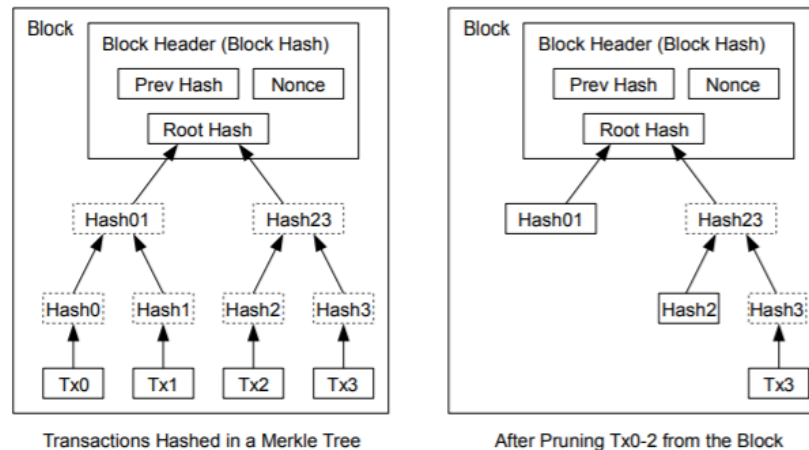 Block
Block Header (Block Hash)
Prev Hash
Nonce
Root Hash
Hash01
Hash23
Hash0
Hash1
Hash2
Hash3
Tx0
Tx1
Tx2
Tx3
Transactions Hashed in a Merkle Tree
Block
Block Header (Block Hash)
Prev Hash
Nonce
Root Hash
Hash01
Hash23
Hash2
Hash3
Tx3
After Pruning Tx0-2 from the Block